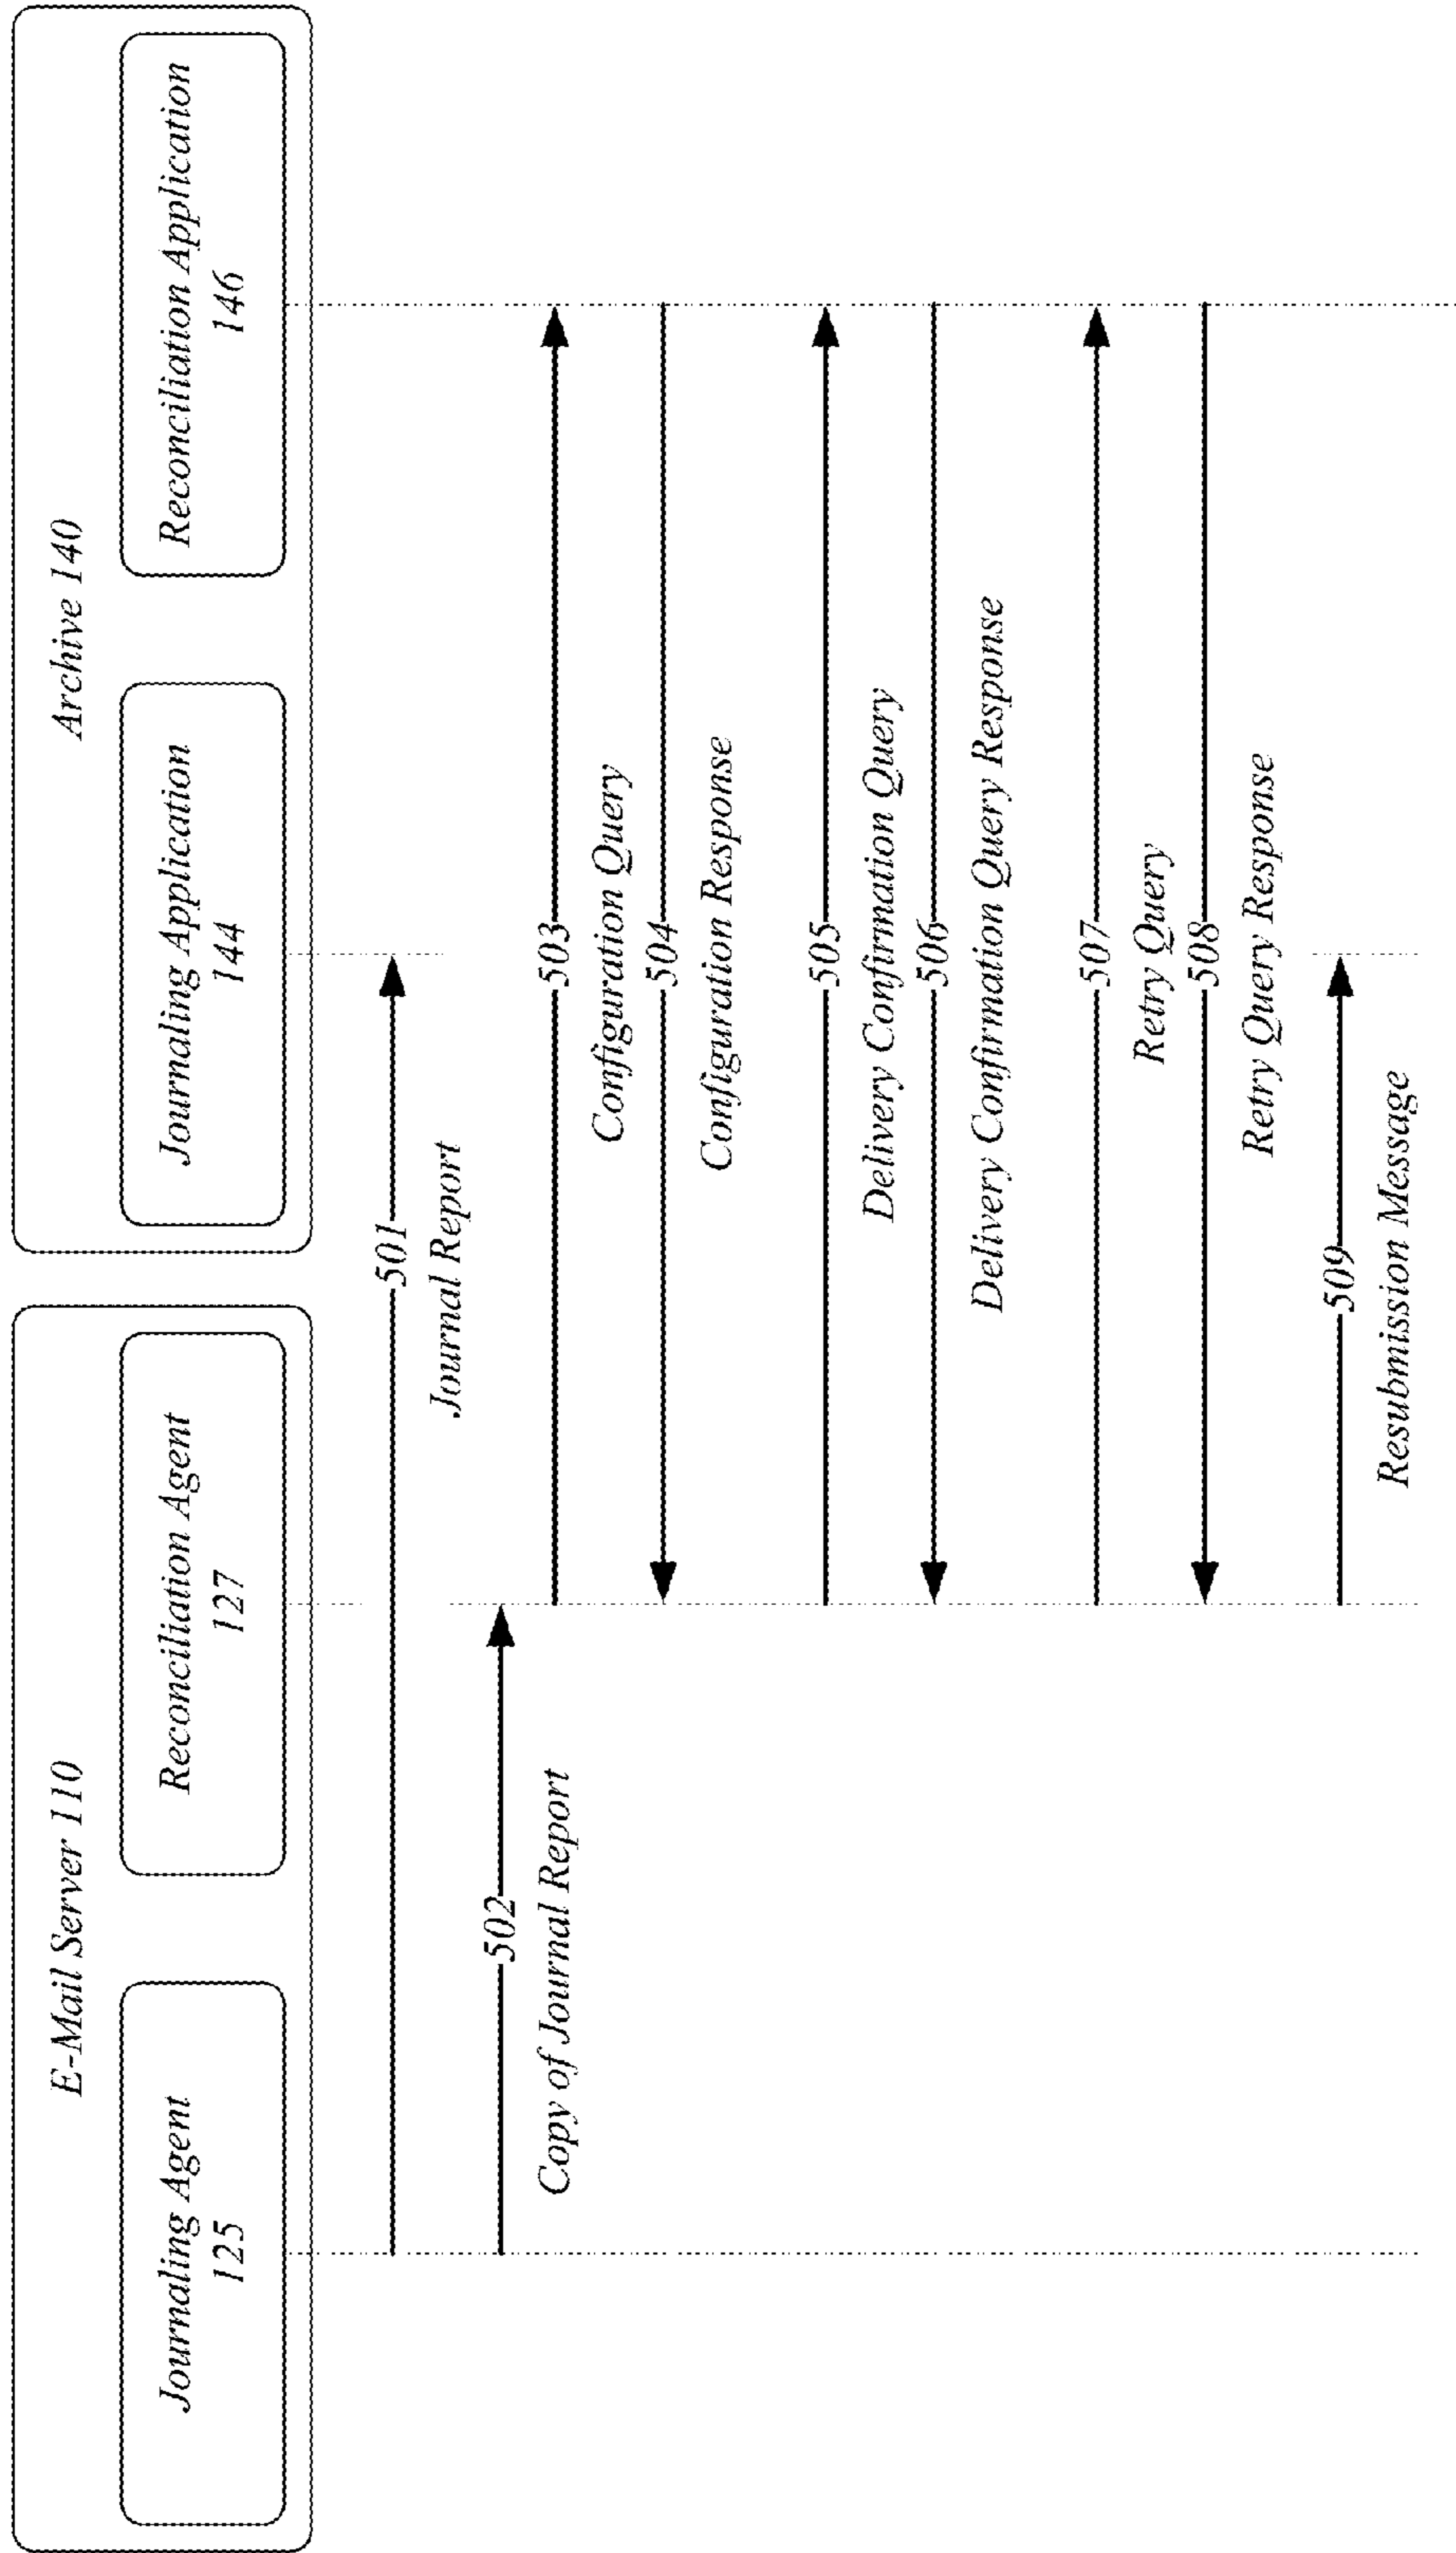 E-Mail Server 110
Archive 140
Journaling Agent
125
Reconciliation Agent
127
Journaling Application
144
Reconciliation Application
146
501
Journal Report
502
Copy of Journal Report
503
Configuration Query
504
Configuration Response
505
Delivery Confirmation Query
506
Delivery Confirmation Query Response
507
Retry Query
508
Retry Query Response
509
Resubmission Message